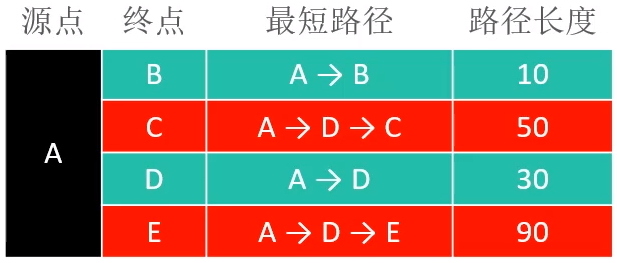 源点 终点 最短路径 路径长度
B A → B 10
C A → D → C 50
A
D A → D 30
E A → D → E 90